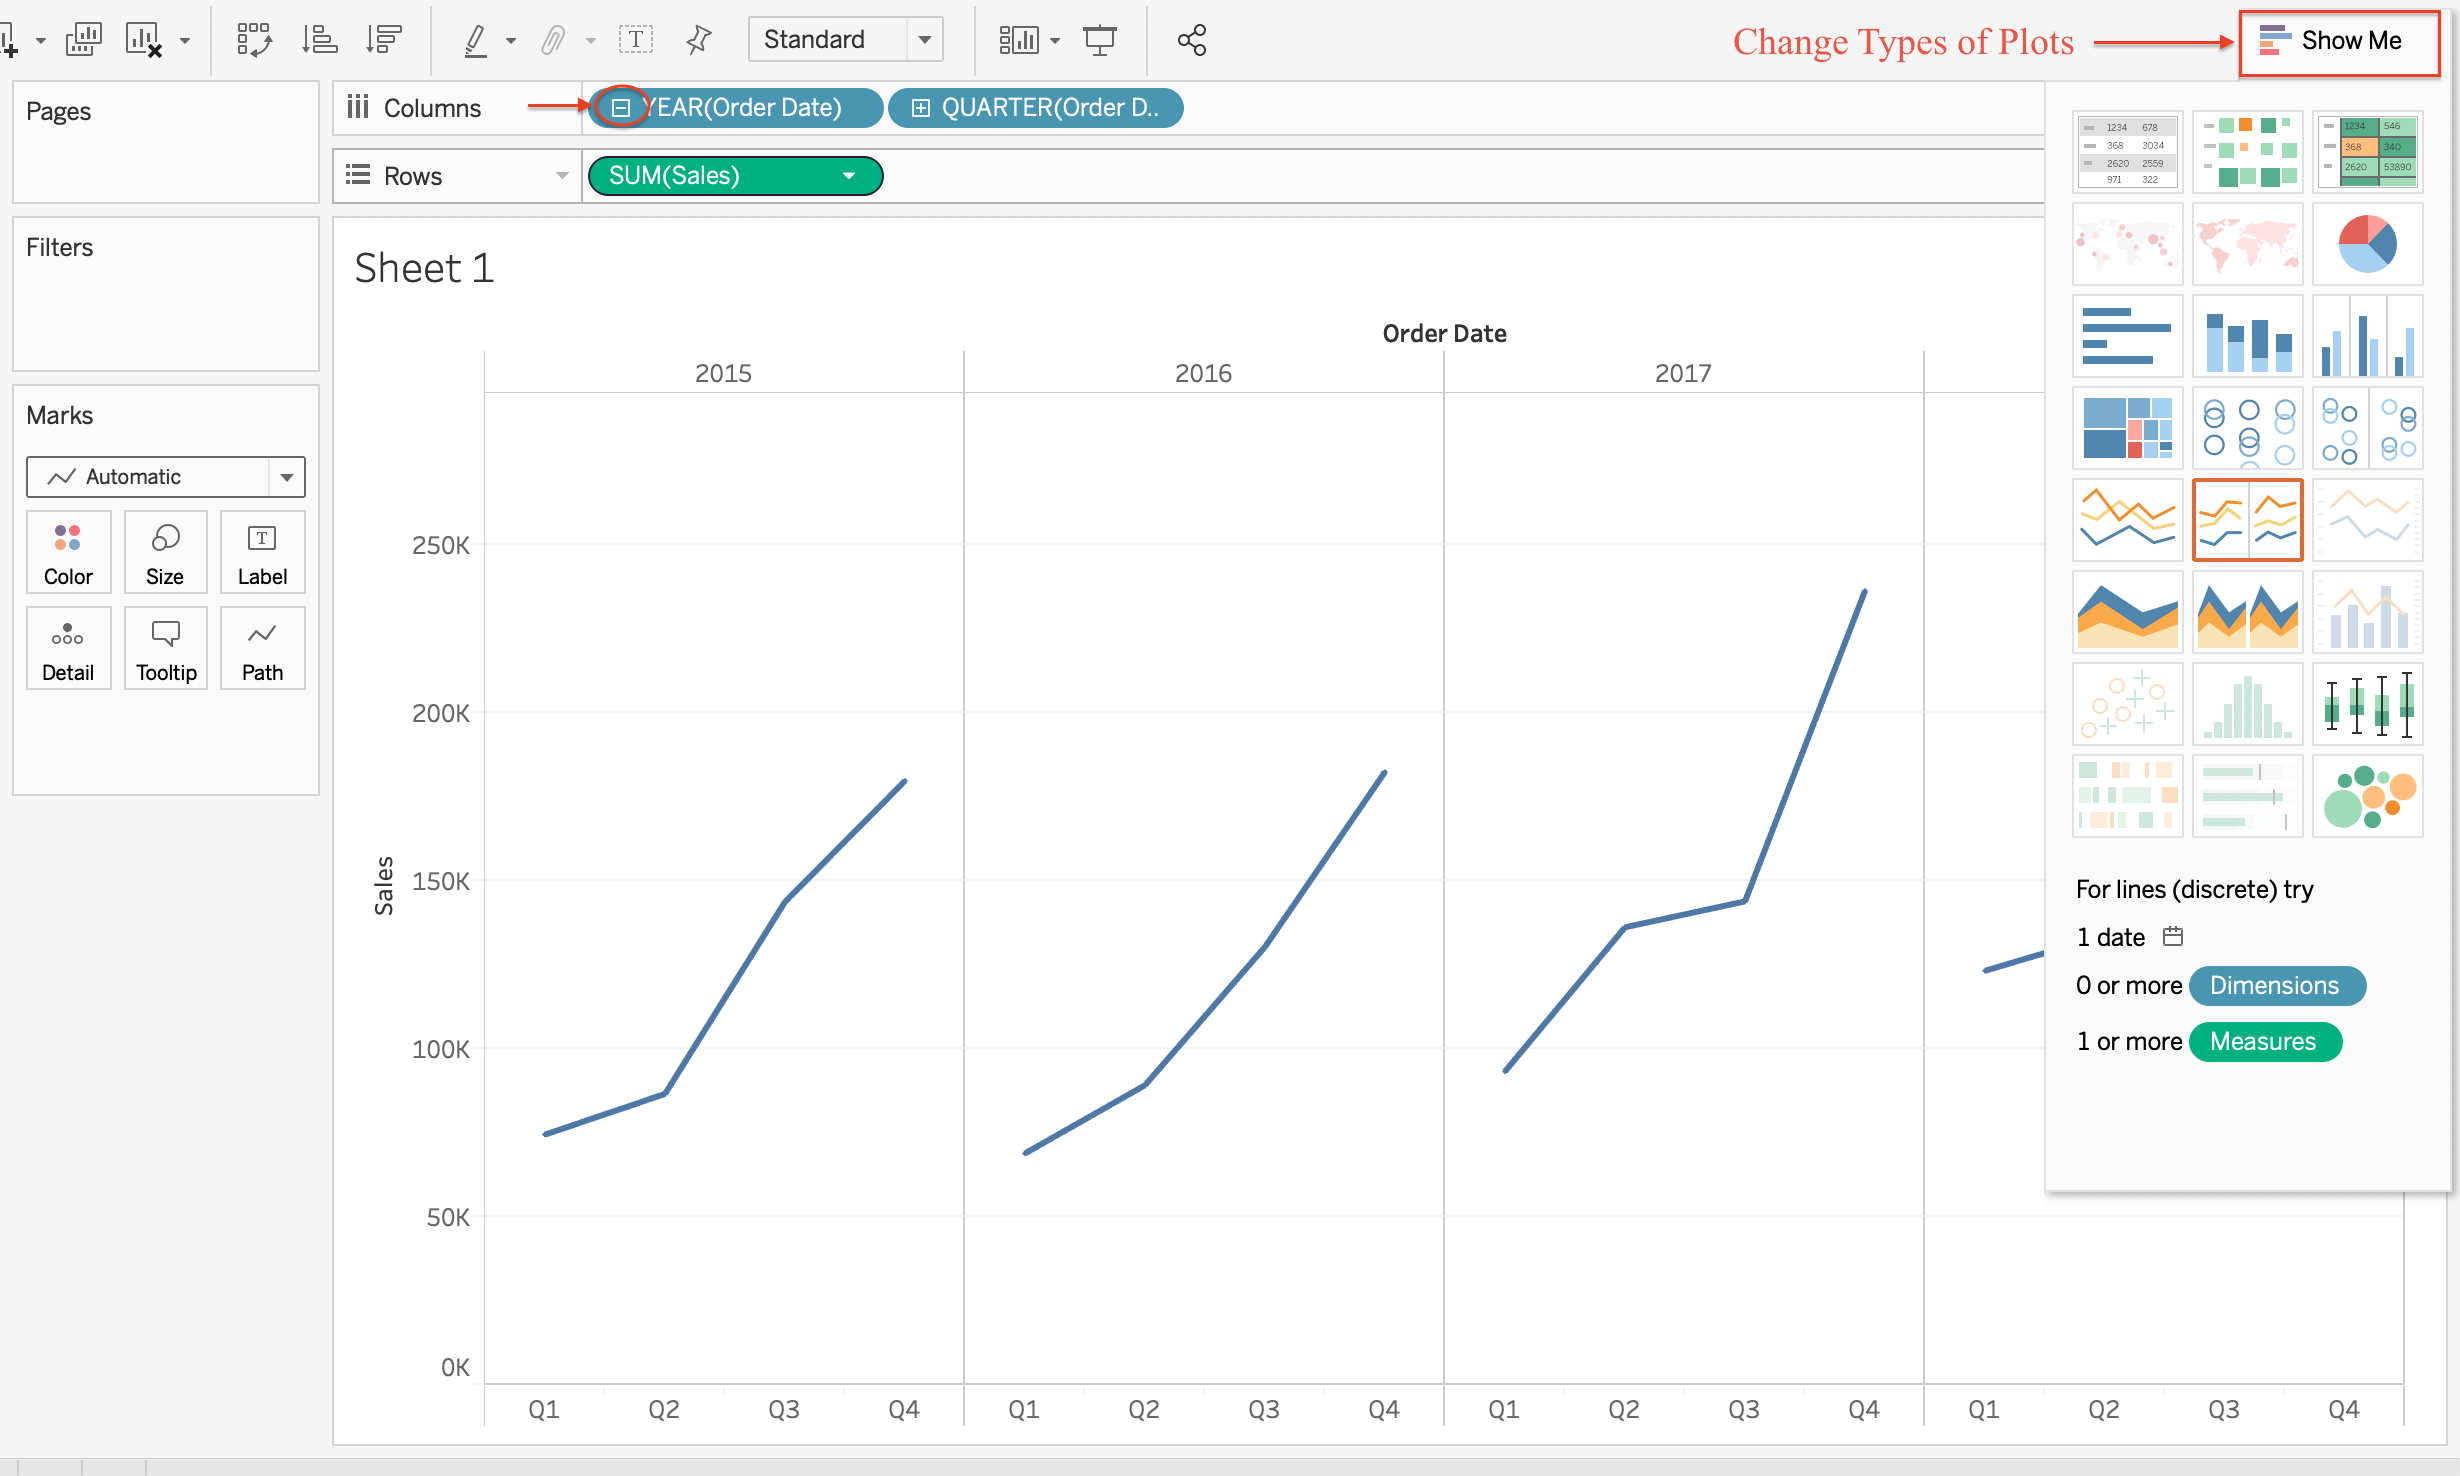 Standard
Change Types of Plots
Show Me
Pages
Columns
YEAR(Order Date)
QUARTER(Order D..
Rows
SUM(Sales)
Filters
Marks
Automatic
Color
Size
T
Label
Detail
Tooltip
Path
Sheet 1
Order Date
2015
2016
2017
Sales
250K
200K
150K
100K
50K
0K
Q1 Q2 Q3 Q4 Q1 Q2 Q3 Q4 Q1 Q2 Q3 Q4 Q1 Q2 Q3 Q4
1234 678
368 3034
2620 2559
971 322
1234 546
368 340
2620 53890
For lines (discrete) try
1 date
0 or more Dimensions
1 or more Measures